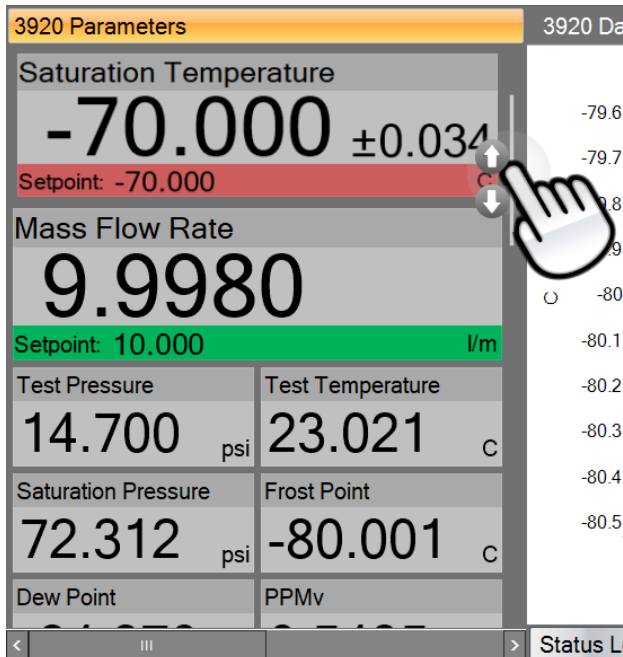 3920 Parameters
Saturation Temperature
-70.000 ±0.034
Setpoint: -70.000 C
Mass Flow Rate
9.9980
Setpoint: 10.000 l/m
Test Pressure
14.700 psi
Test Temperature
23.021 C
Saturation Pressure
72.312 psi
Frost Point
-80.001 C
Dew Point
PPMv
3920
-79.6
-79.7
C
-80
-80.1
-80.2
-80.3
-80.4
-80.5
Status